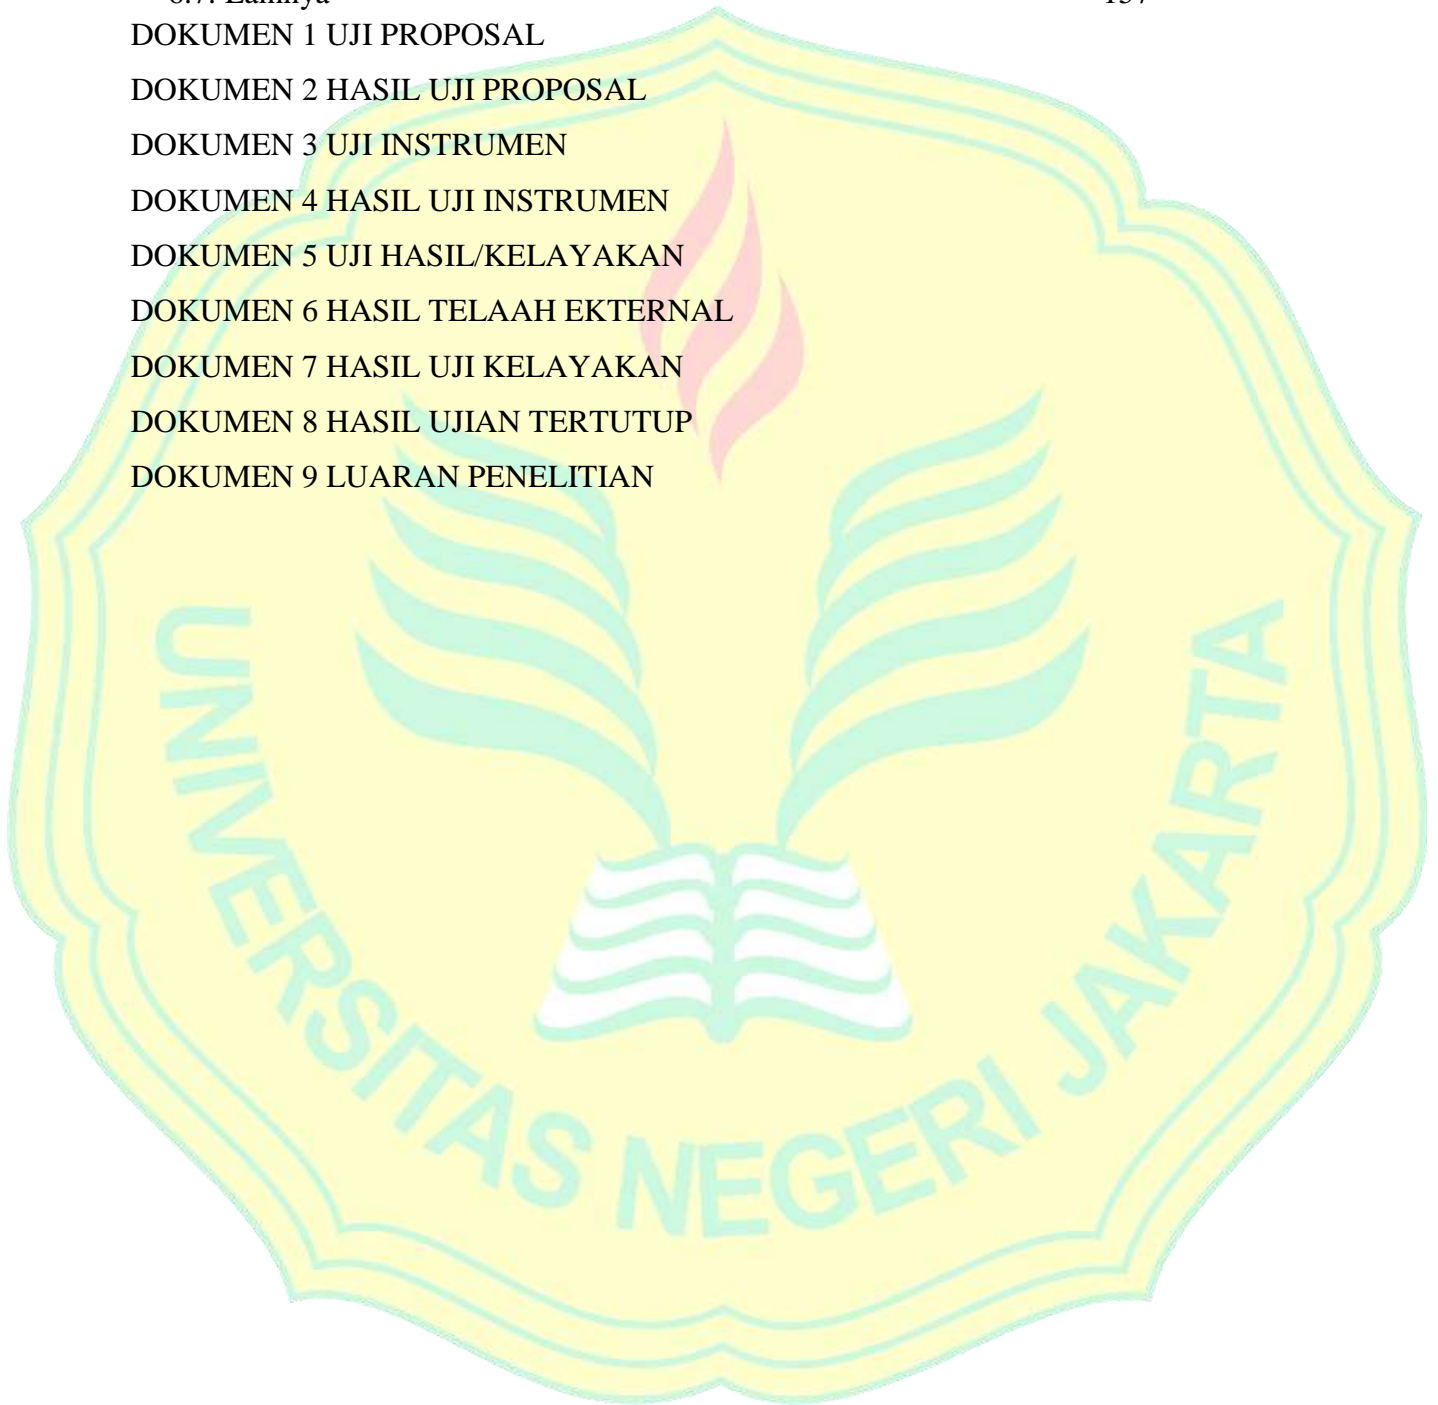 DOKUMEN 1 UJI PROPOSAL
DOKUMEN 2 HASIL UJI PROPOSAL
DOKUMEN 3 UJI INSTRUMEN
DOKUMEN 4 HASIL UJI INSTRUMEN
DOKUMEN 5 UJI HASIL/KELAYAKAN
DOKUMEN 6 HASIL TELAAH EKTERNAL
DOKUMEN 7 HASIL UJI KELAYAKAN
DOKUMEN 8 HASIL UJIAN TERTUTUP
DOKUMEN 9 LUARAN PENELITIAN
UNIVERSITAS NEGERI JAKARTA